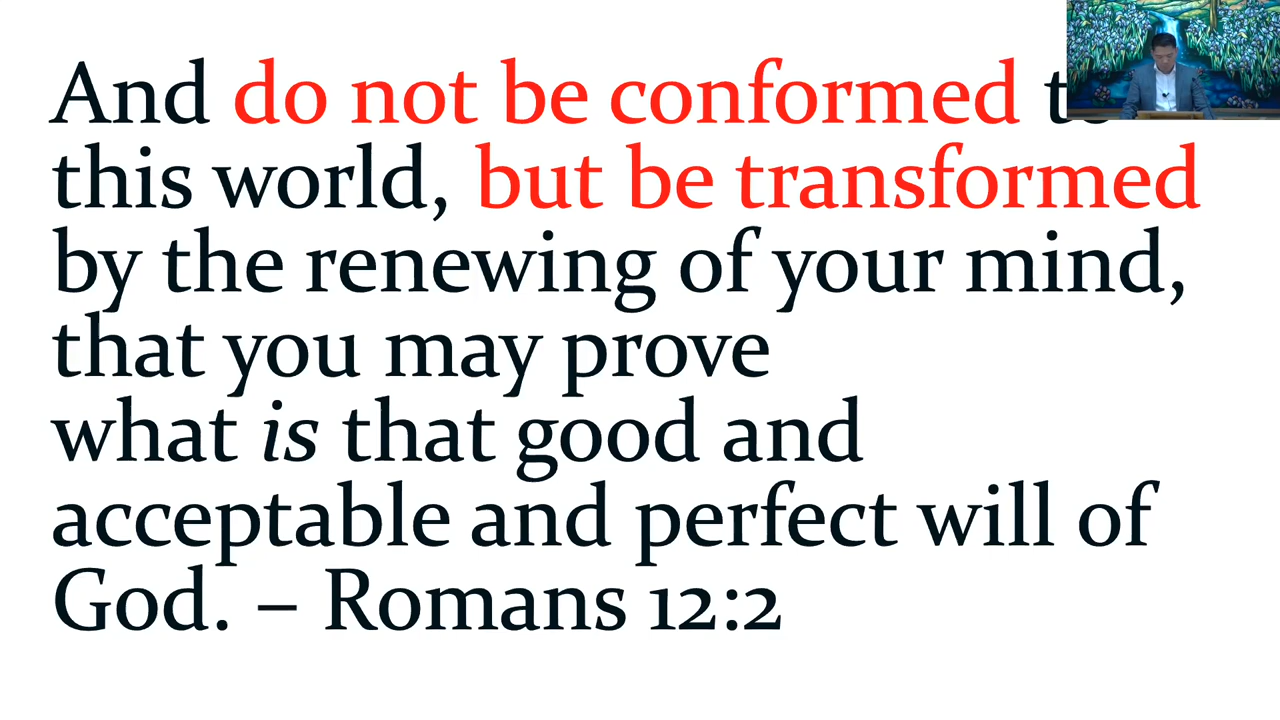 And do not be conformed
this world, but be transformed
by the renewing of your mind,
that you may prove
what is that good and
acceptable and perfect will of
God. – Romans 12:2